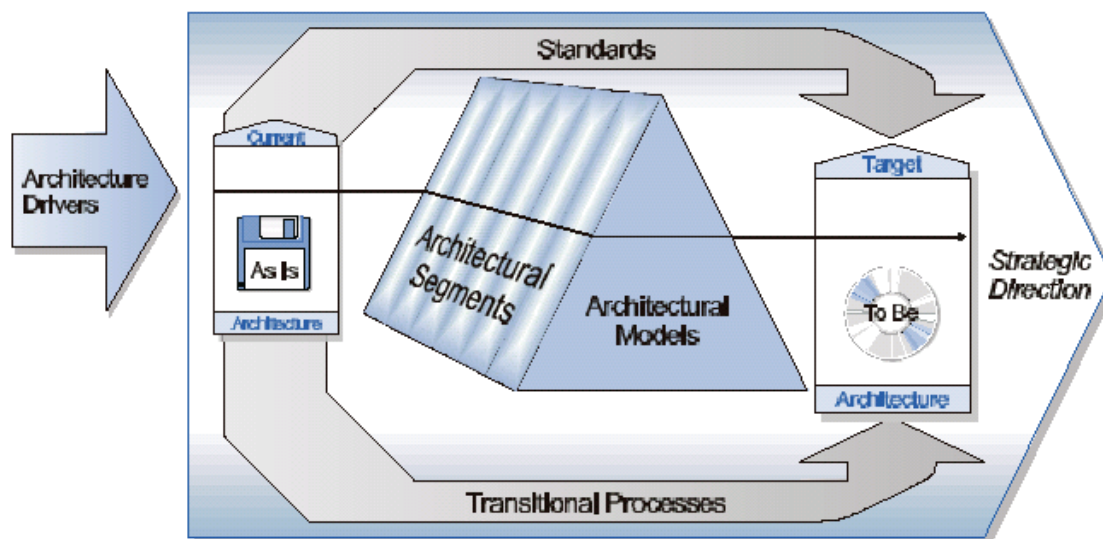 Standards
Current
Target
Architecture
Drivers
As Is
Architectural
Segments
Strategic
Direction
Architectural
Models
To Be
Architecture
Architecture
Transitional Processes